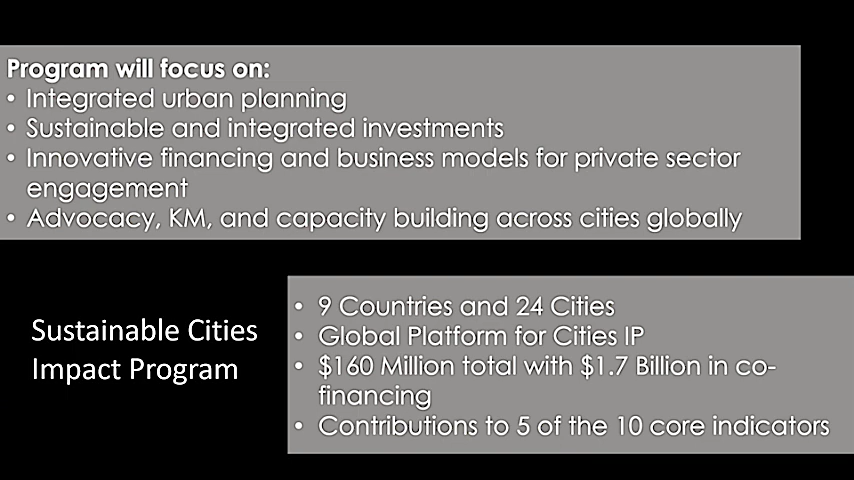 Program will focus on:
• Integrated urban planning
• Sustainable and integrated investments
• Innovative financing and business models for private sector
engagement
• Advocacy, KM, and capacity building across cities globally
Sustainable Cities
Impact Program
• 9 Countries and 24 Cities
• Global Platform for Cities IP
• $160 Million total with $1.7 Billion in co-
financing
• Contributions to 5 of the 10 core indicators